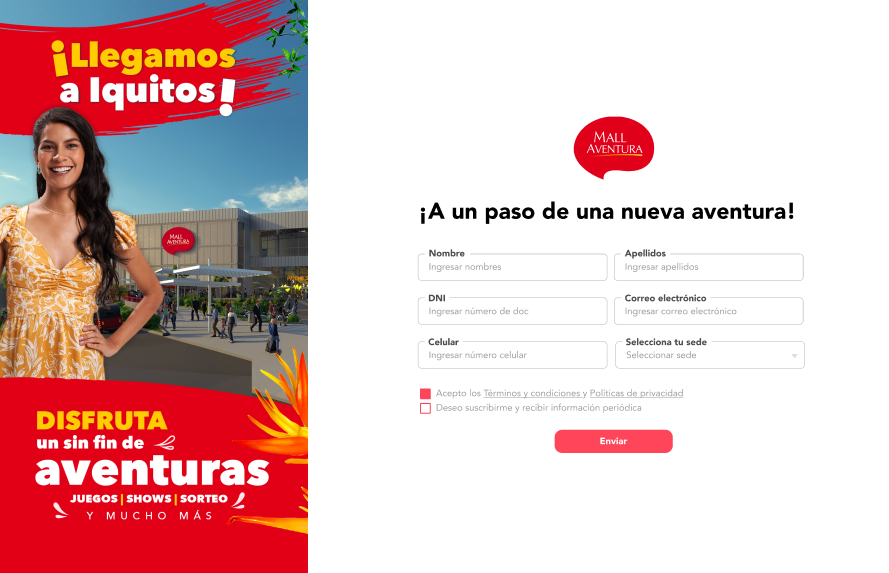 ¡Llegamos
a Iquitos!
MALL
AVENTURA
DISFRUTA
un sin fin de
aventuras
JUEGOS | SHOWS | SORTEO
Y MUCHO MÁS
MALL
AVENTURA
¡A un paso de una nueva aventura!
Nombre
Ingresar nombres
Apellidos
Ingresar apellidos
DNI
Ingresar número de doc
Correo electrónico
Ingresar correo electrónico
Celular
Ingresar número celular
Selecciona tu sede
Seleccionar sede
Acepto los Términos y condiciones y Políticas de privacidad
Deseo suscribirme y recibir información periódica
Enviar